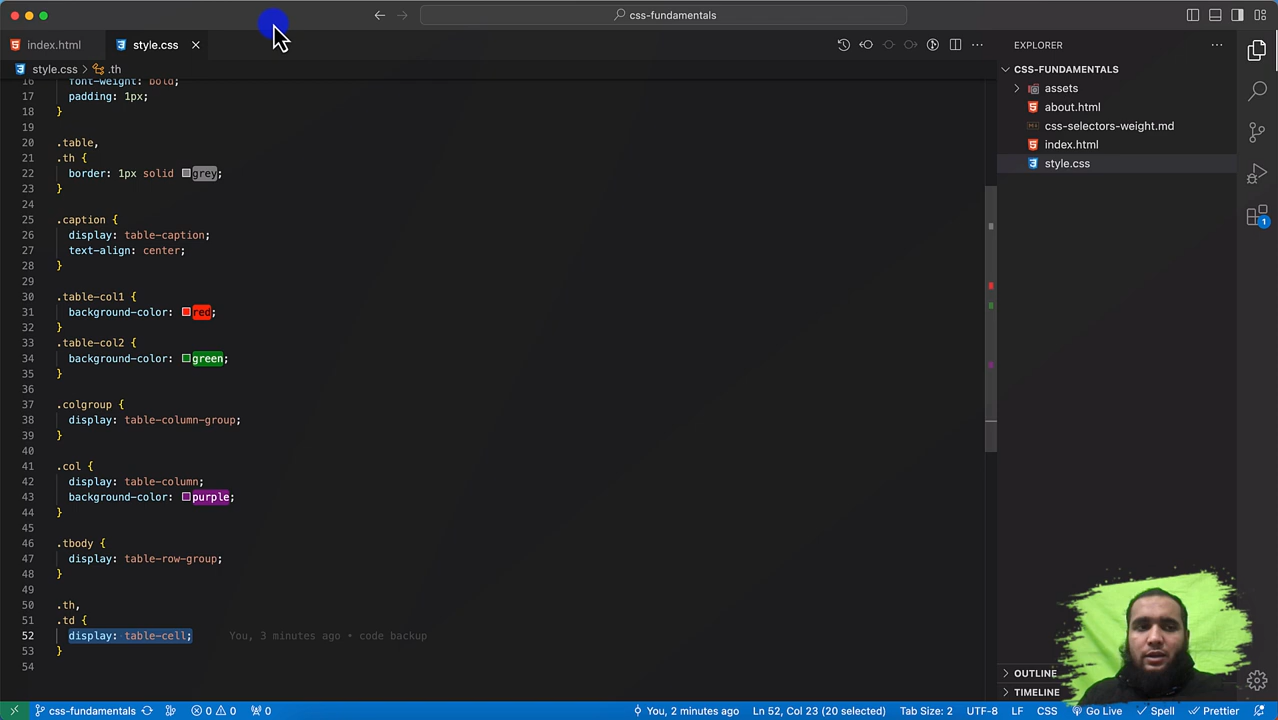 css-fundamentals
index.html
style.css
EXPLORER
style.css > .th
CSS-FUNDAMENTALS
assets
about.html
css-selectors-weight.md
index.html
style.css
16 font-weight: bold;
17 padding: 1px;
18 }
19
20 .table,
21 .th {
22 border: 1px solid grey;
23 }
24
25 .caption {
26 display: table-caption;
27 text-align: center;
28 }
29
30 .table-col1 {
31 background-color: red;
32 }
33 .table-col2 {
34 background-color: green;
35 }
36
37 .colgroup {
38 display: table-column-group;
39 }
40
41 .col {
42 display: table-column;
43 background-color: purple;
44 }
45
46 .tbody {
47 display: table-row-group;
48 }
49
50 .th,
51 .td {
52 display: table-cell; You, 3 minutes ago • code backup
53 }
54
1
OUTLINE
TIMELINE
css-fundamentals 0 0 0 You, 2 minutes ago Ln 52, Col 23 (20 selected) Tab Size: 2 UTF-8 LF CSS Go Live Spell Prettier